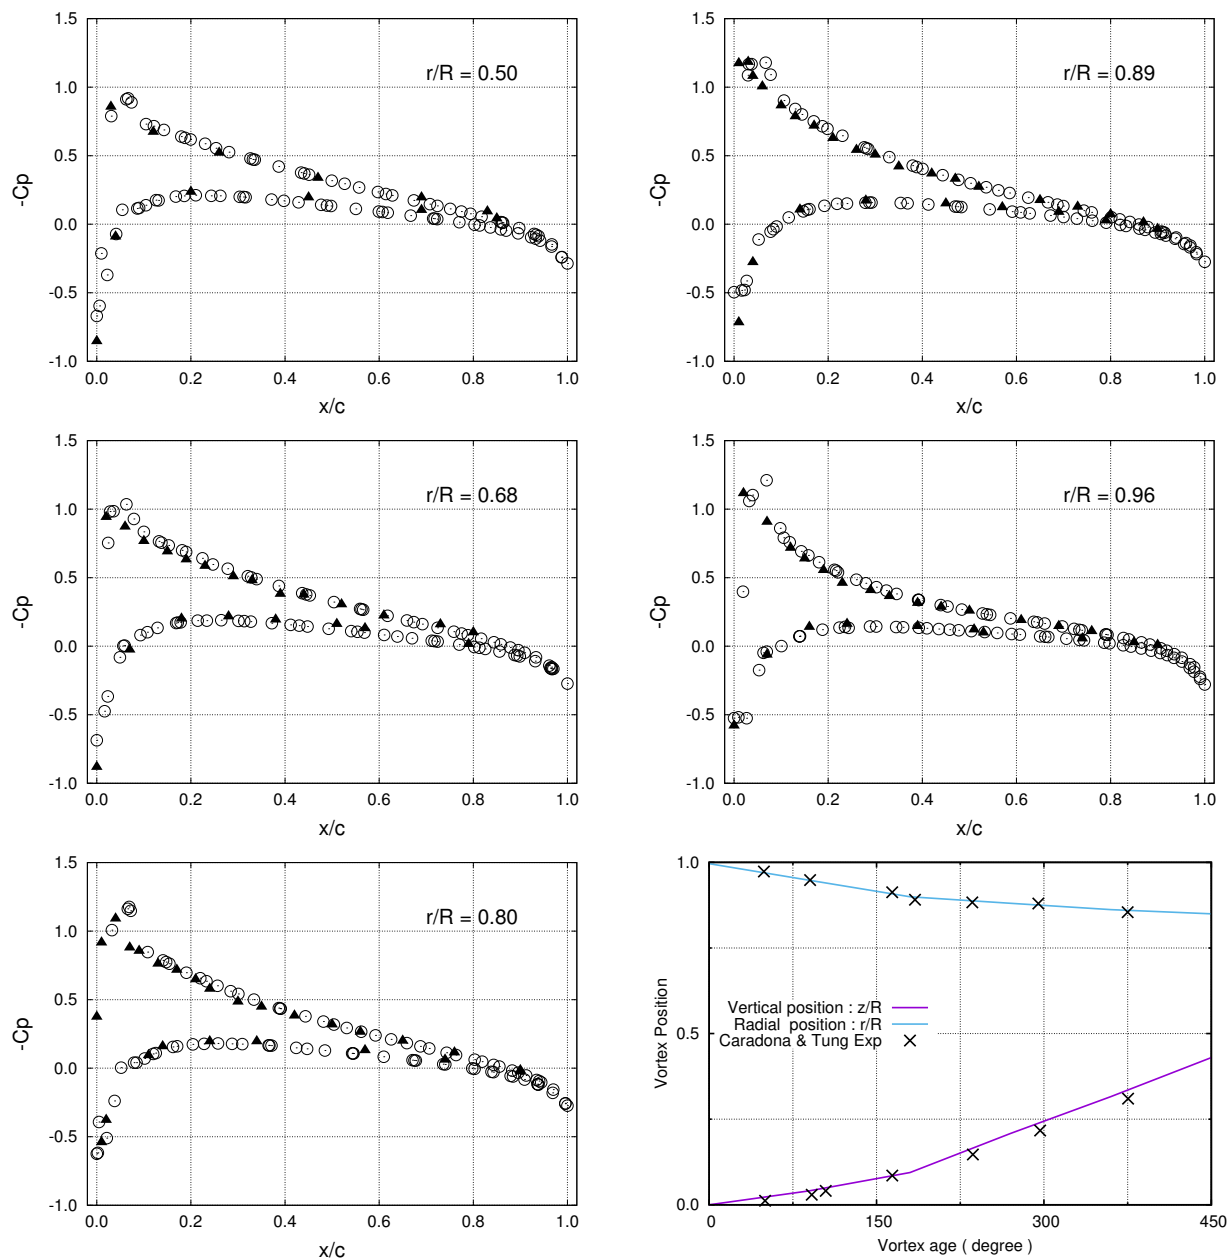 1.5
1.0
0.5
0.0
-0.5
-1.0
-Cp
r/R = 0.50
0.0 0.2 0.4 0.6 0.8 1.0
x/c
1.5
1.0
0.5
0.0
-0.5
-1.0
-Cp
r/R = 0.89
0.0 0.2 0.4 0.6 0.8 1.0
x/c
1.5
1.0
0.5
0.0
-0.5
-1.0
-Cp
r/R = 0.68
0.0 0.2 0.4 0.6 0.8 1.0
x/c
1.5
1.0
0.5
0.0
-0.5
-1.0
-Cp
r/R = 0.96
0.0 0.2 0.4 0.6 0.8 1.0
x/c
1.5
1.0
0.5
0.0
-0.5
-1.0
-Cp
r/R = 0.80
0.0 0.2 0.4 0.6 0.8 1.0
x/c
1.0
0.5
0.0
Vortex Position
Vertical position : z/R
Radial position : r/R
Caradona & Tung Exp
0 150 300 450
Vortex age ( degree )